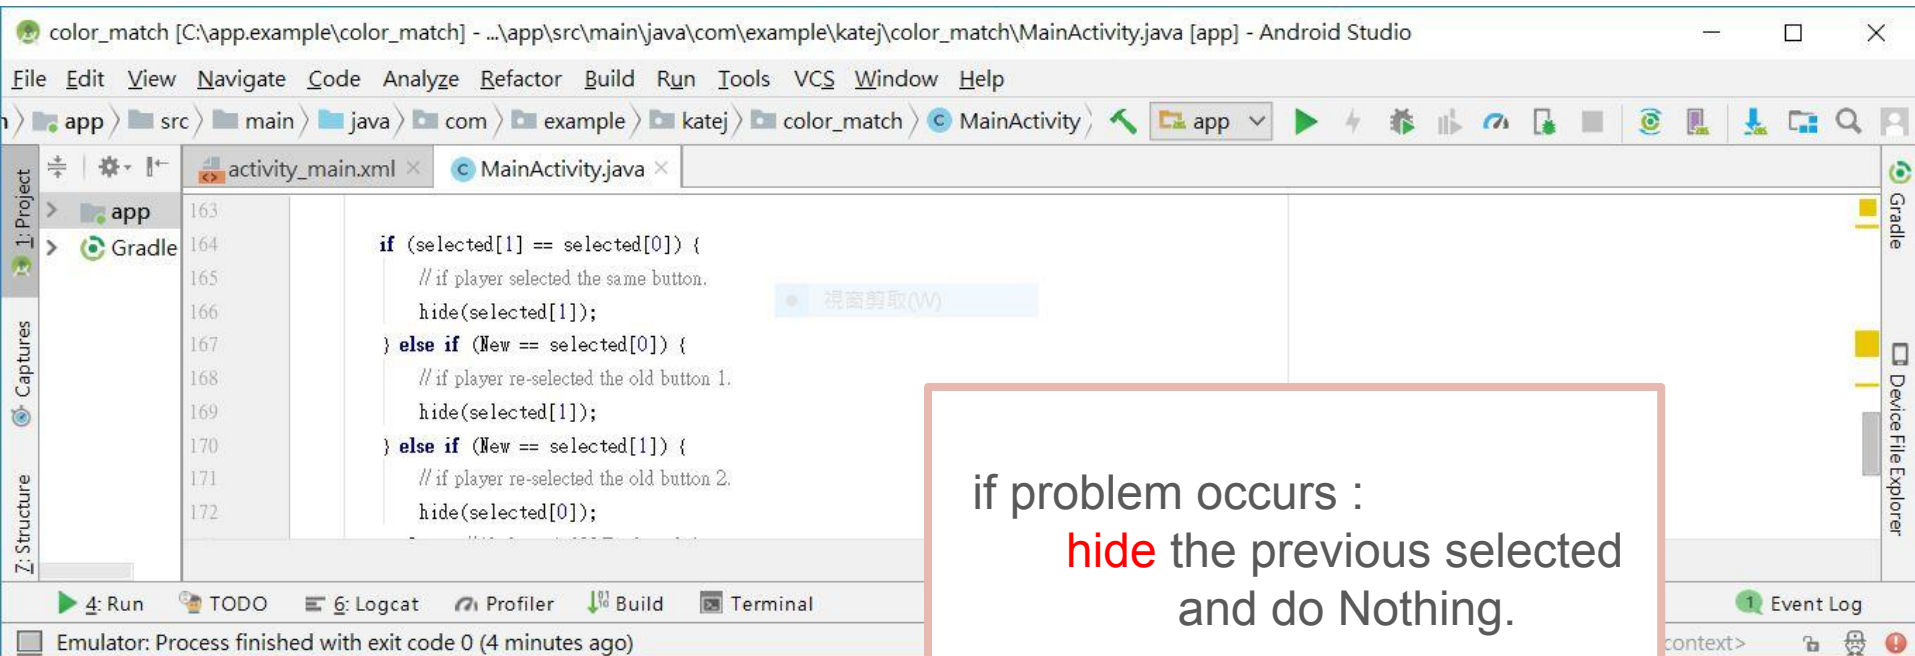 color_match [C:\app.example\color_match] - ...\app\src\main\java\com\example\katej\color_match\MainActivity.java [app] - Android Studio
File Edit View Navigate Code Analyze Refactor Build Run Tools VCS Window Help
app src main java com example katej color_match MainActivity app
activity_main.xml MainActivity.java
1: Project
Captures
Z: Structure
app
Gradle
163
164 if (selected[1] == selected[0]) {
165 // if player selected the same button.
166 hide(selected[1]);
167 } else if (New == selected[0]) {
168 // if player re-selected the old button 1.
169 hide(selected[1]);
170 } else if (New == selected[1]) {
171 // if player re-selected the old button 2.
172 hide(selected[0]);
視窗剪取(W)
if problem occurs :
hide the previous selected
and do Nothing.
Gradle
Device File Explorer
4: Run TODO 6: Logcat Profiler Build Terminal
1 Event Log
Emulator: Process finished with exit code 0 (4 minutes ago)
context>